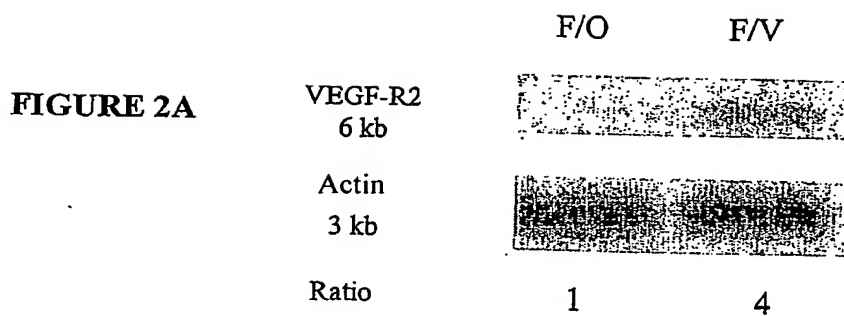 F/O F/V
FIGURE 2A
VEGF-R2
6 kb
Actin
3 kb
Ratio 1 4